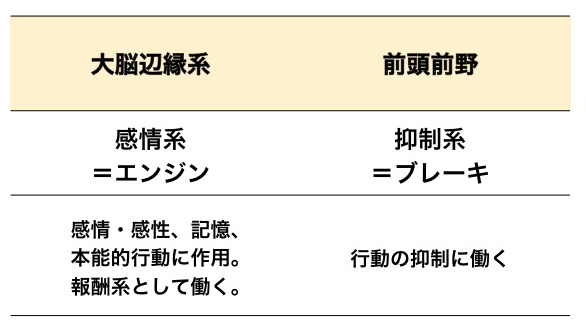 大脳辺縁系 前頭前野
感情系 抑制系
＝エンジン ＝ブレーキ
感情・感性、記憶、
本能的行動に作用。
報酬系として働く。
行動の抑制に働く